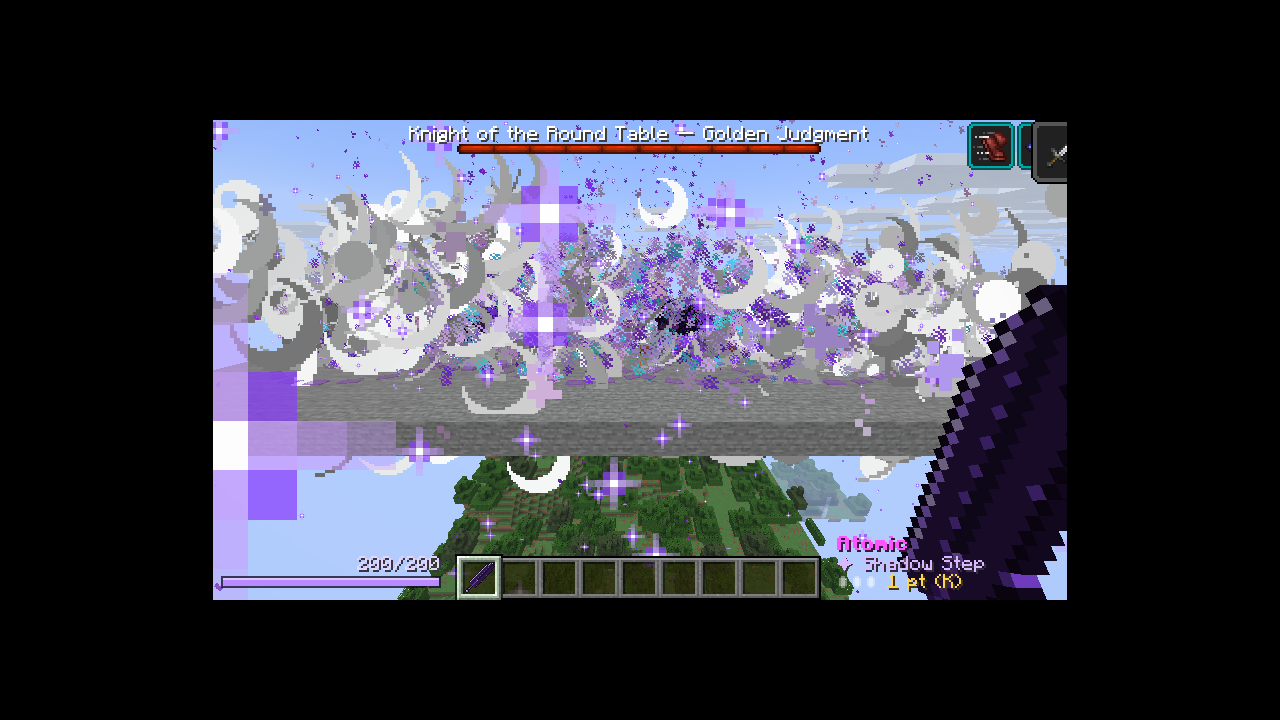 Knight of the Round Table — Golden Judgment
200/200
Atomic
Shadow Step
1 pt (K)